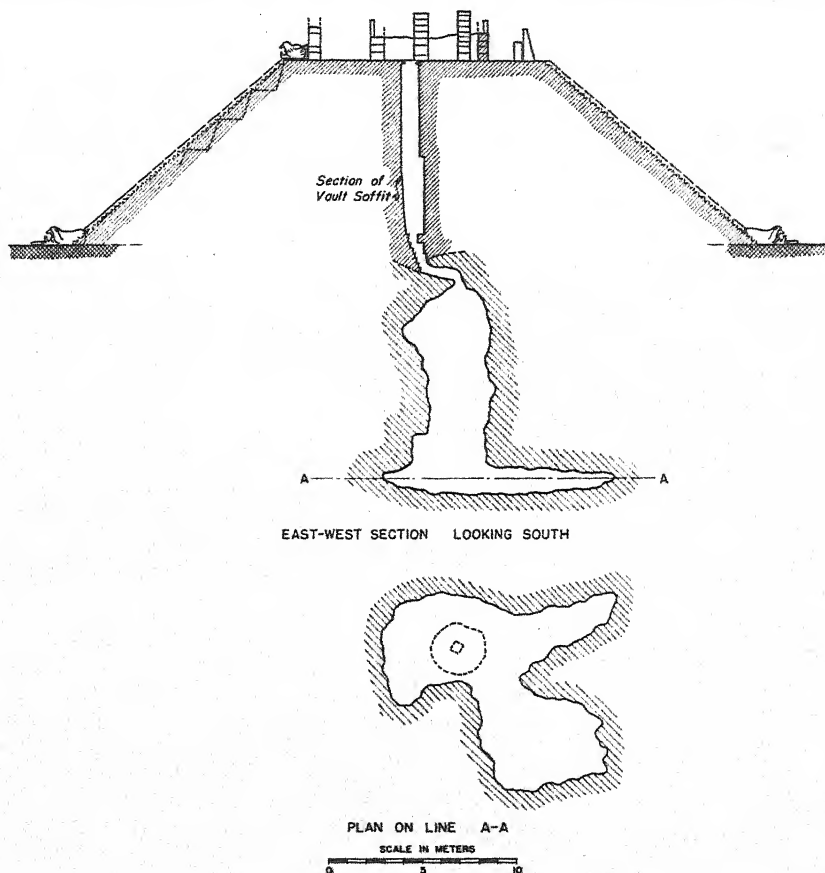 Section of
Vault Soffit
A A
EAST-WEST SECTION LOOKING SOUTH
PLAN ON LINE A-A
SCALE IN METERS
0 5 10